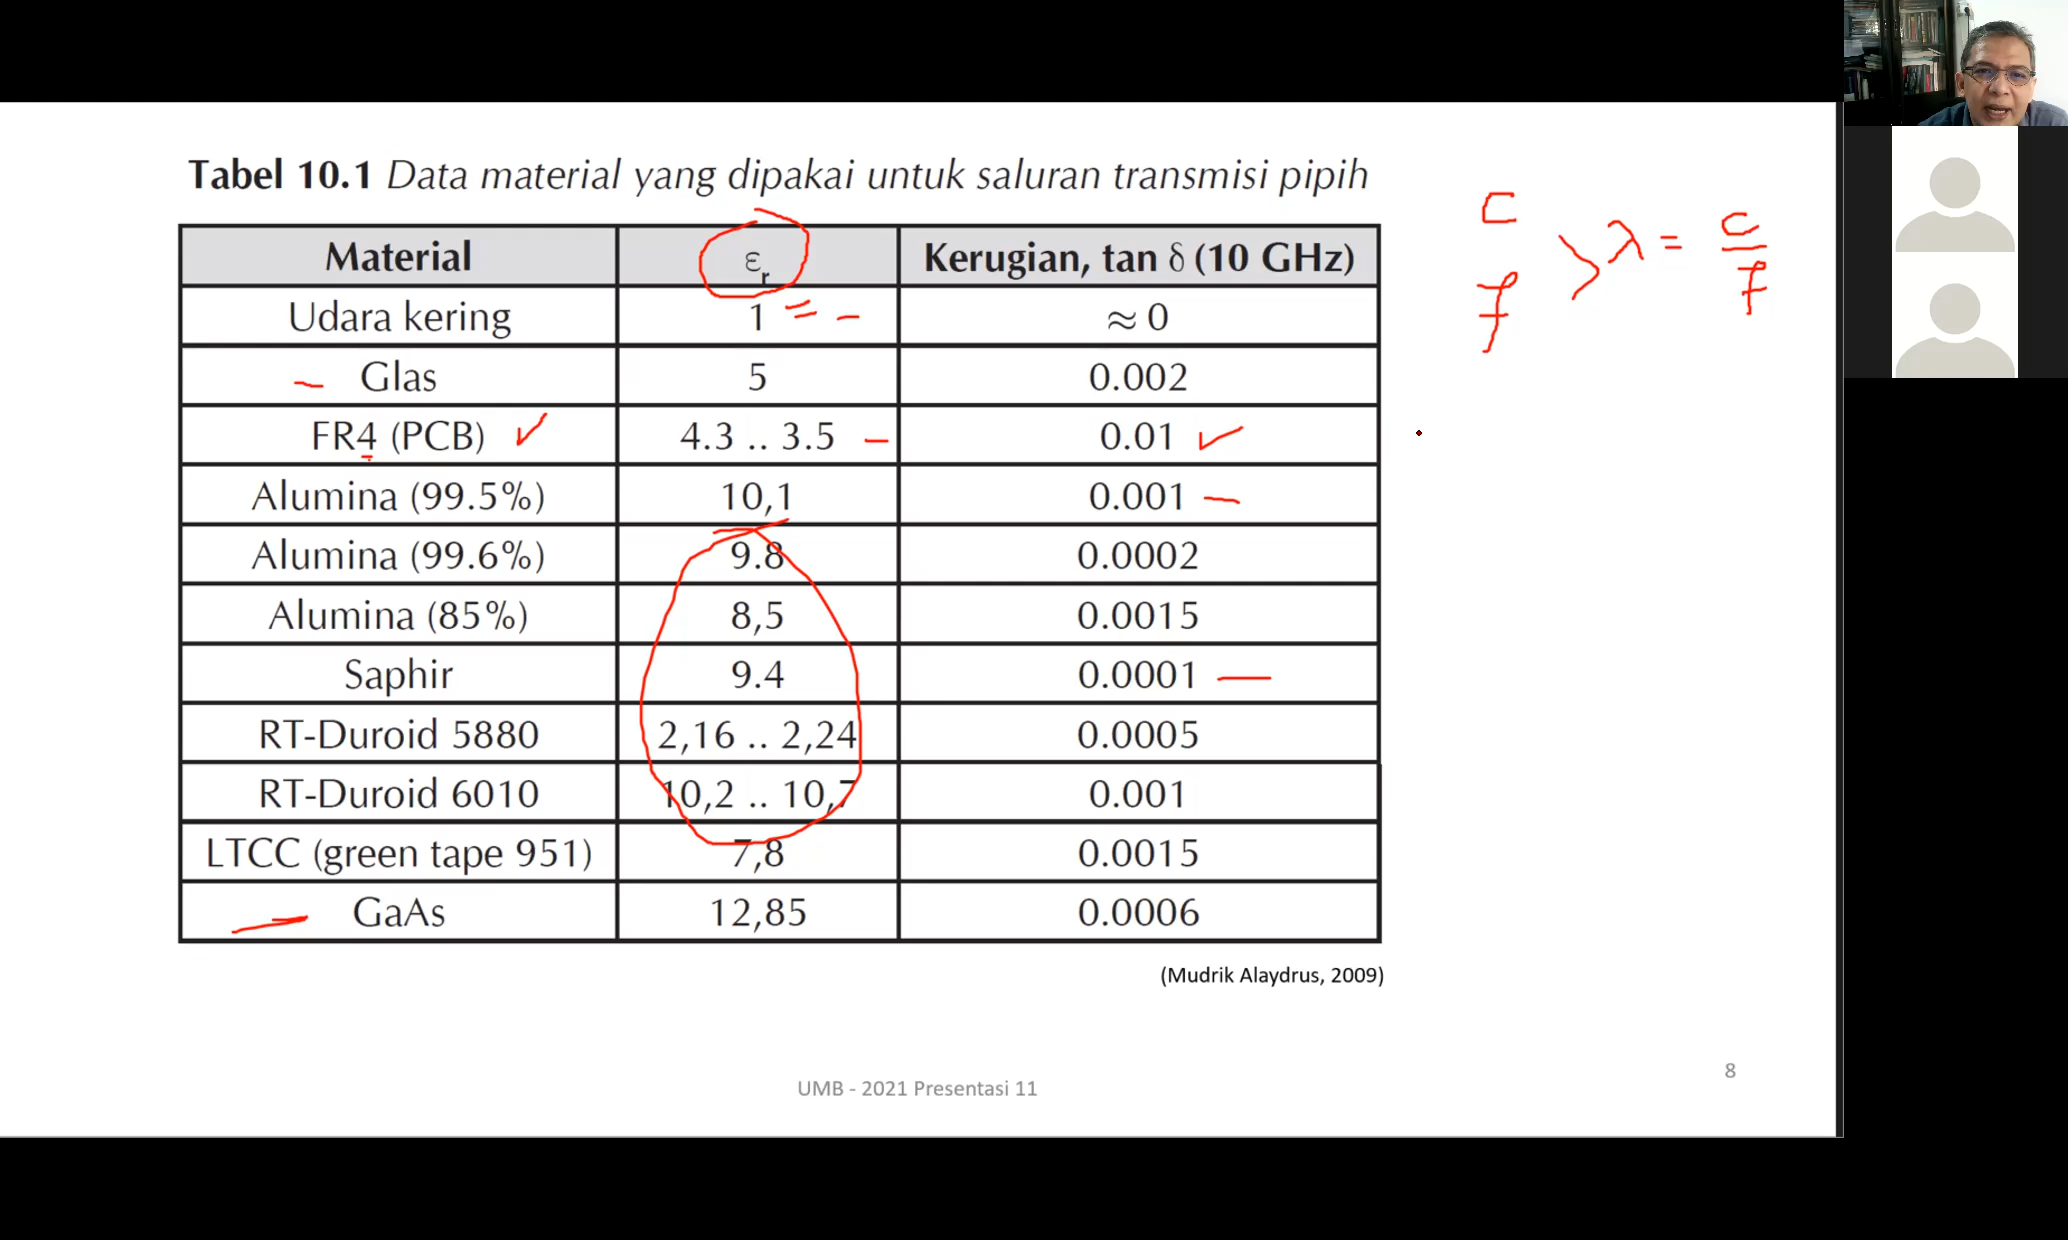 Tabel 10.1 Data material yang dipakai untuk saluran transmisi pipih
Material εr Kerugian, tan δ (10 GHz)
Udara kering 1 ≈ 0
Glas 5 0.002
FR4 (PCB) 4.3 .. 3.5 0.01
Alumina (99.5%) 10,1 0.001
Alumina (99.6%) 9.8 0.0002
Alumina (85%) 8,5 0.0015
Saphir 9.4 0.0001
RT-Duroid 5880 2,16 .. 2,24 0.0005
RT-Duroid 6010 10,2 .. 10,7 0.001
LTCC (green tape 951) 7,8 0.0015
GaAs 12,85 0.0006
(Mudrik Alaydrus, 2009)
c
f
λ = c/f
8
UMB - 2021 Presentasi 11